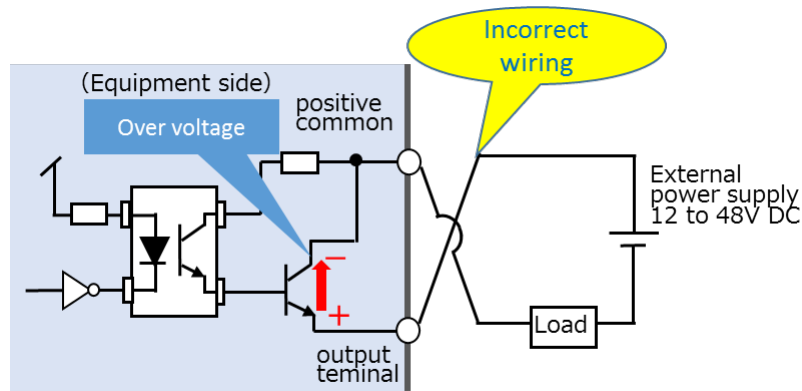 Incorrect
wiring
(Equipment side)
positive
common
Over voltage
External
power supply
12 to 48V DC
−
+
Load
output
teminal